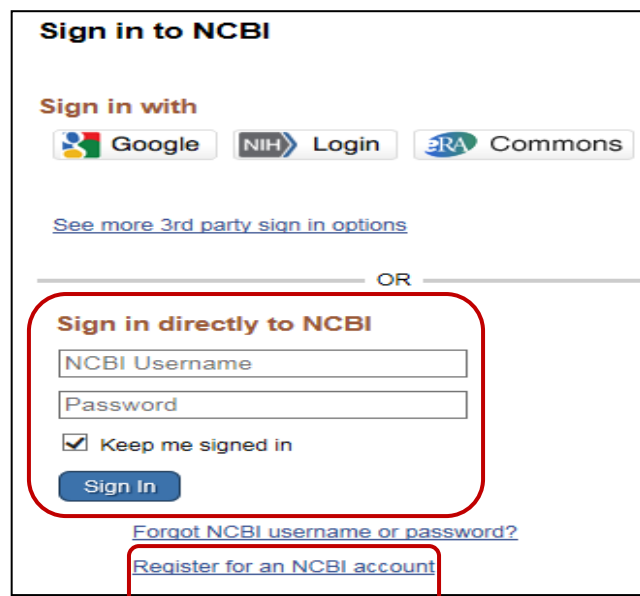 Sign in to NCBI
Sign in with
Google NIH Login eRA Commons
See more 3rd party sign in options
OR
Sign in directly to NCBI
NCBI Username
Password
Keep me signed in
Sign In
Forgot NCBI username or password?
Register for an NCBI account